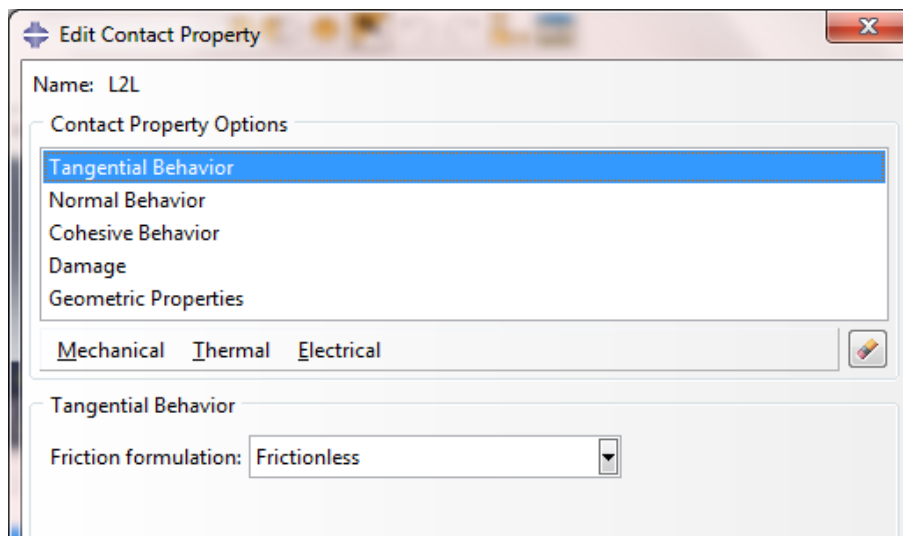 Edit Contact Property
Name: L2L
Contact Property Options
Tangential Behavior
Normal Behavior
Cohesive Behavior
Damage
Geometric Properties
Mechanical Thermal Electrical
Tangential Behavior
Friction formulation: Frictionless